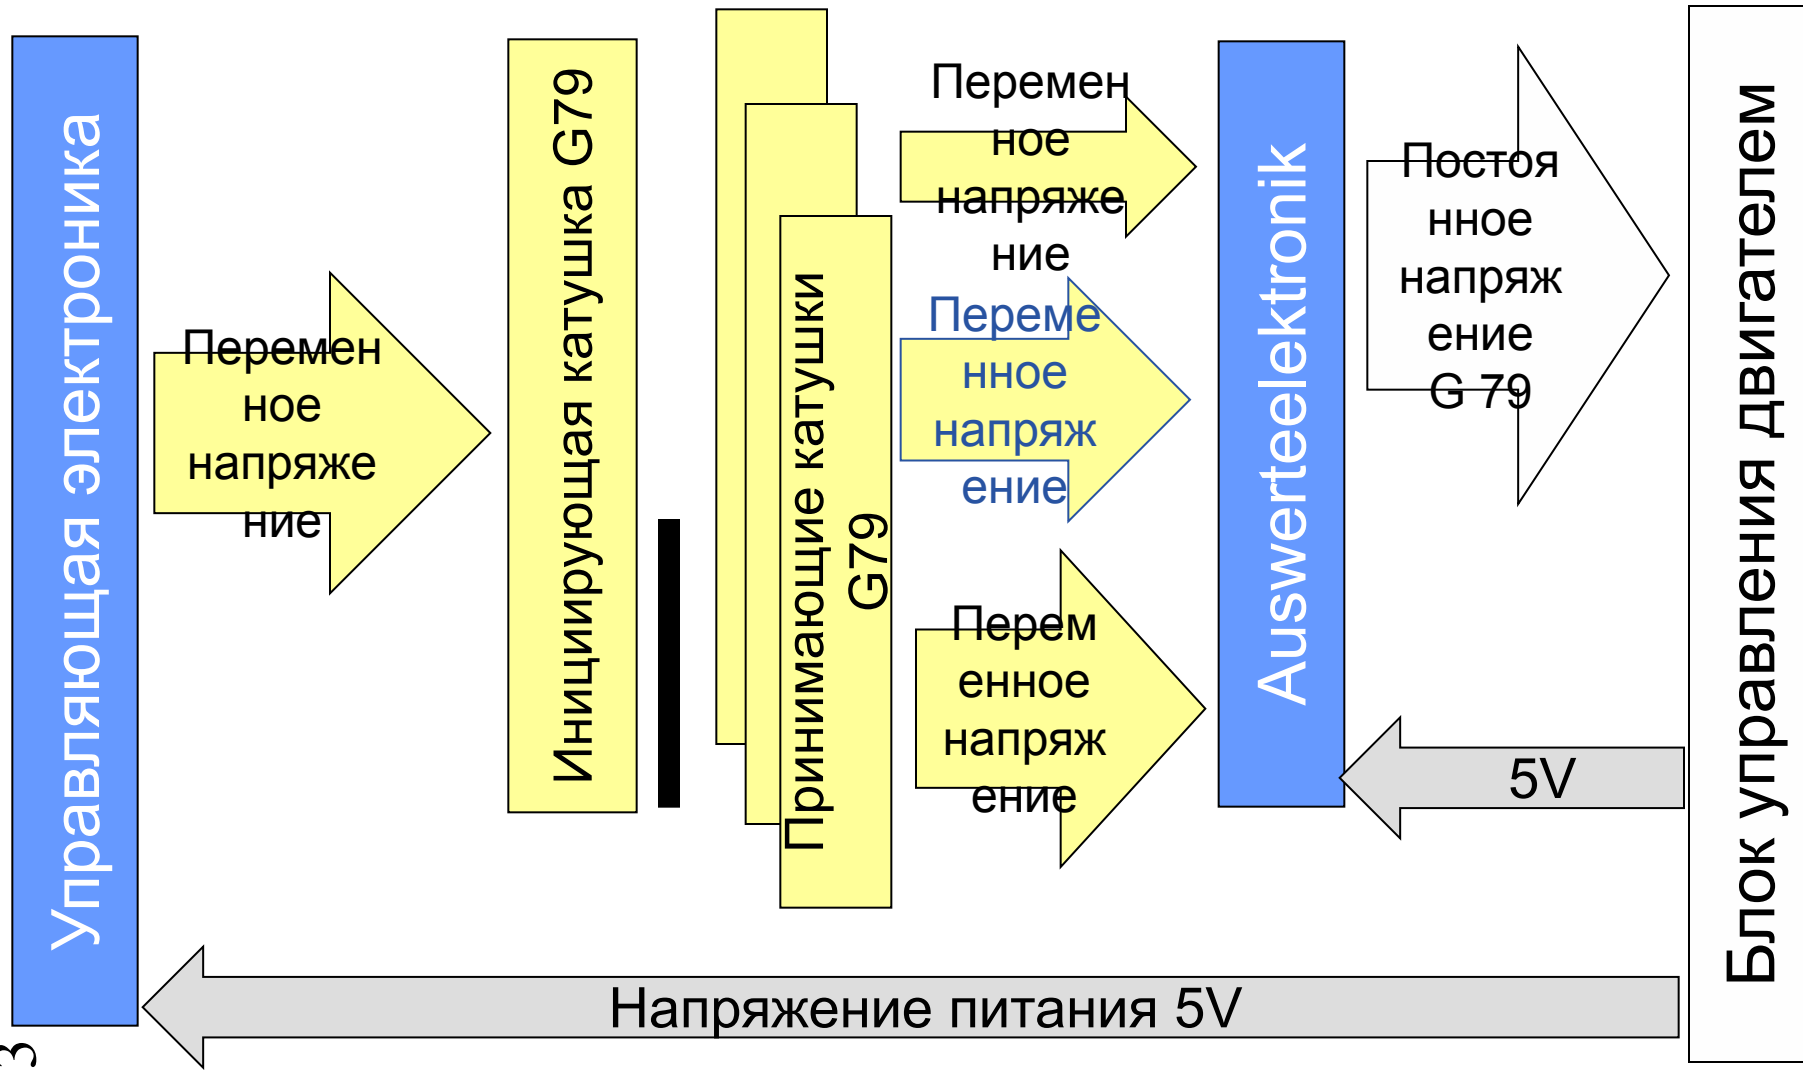 Управляющая электроника
Перемен
ное
напряже
ние
Инициирующая катушка G79
Принимающие катушки
G79
Перемен
ное
напряже
ние
Переме
нное
напряж
ение
Перем
енное
напряж
ение
Auswerteelektronik
Постоя
нное
напряж
ение
G 79
5V
Блок управления двигателем
Напряжение питания 5V
3